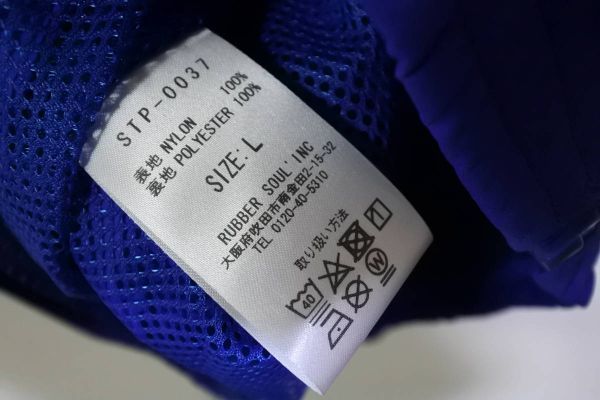 STP-0037
表地 NYLON 100%
裏地 POLYESTER 100%
SIZE:L
RUBBER SOUL'INC
大阪府吹田市南金田2-15-32
TEL 0120-40-5310
取り扱い方法
40
W